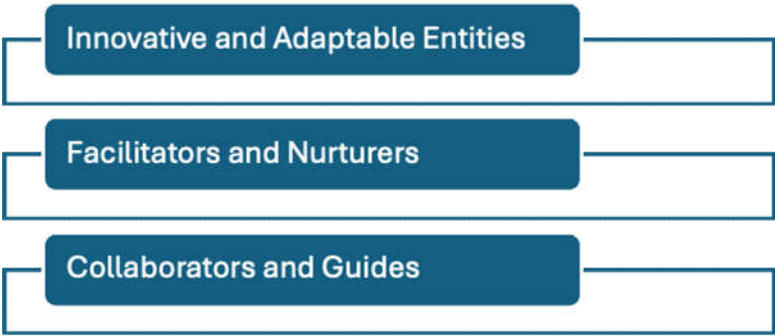 Innovative and Adaptable Entities
Facilitators and Nurturers
Collaborators and Guides